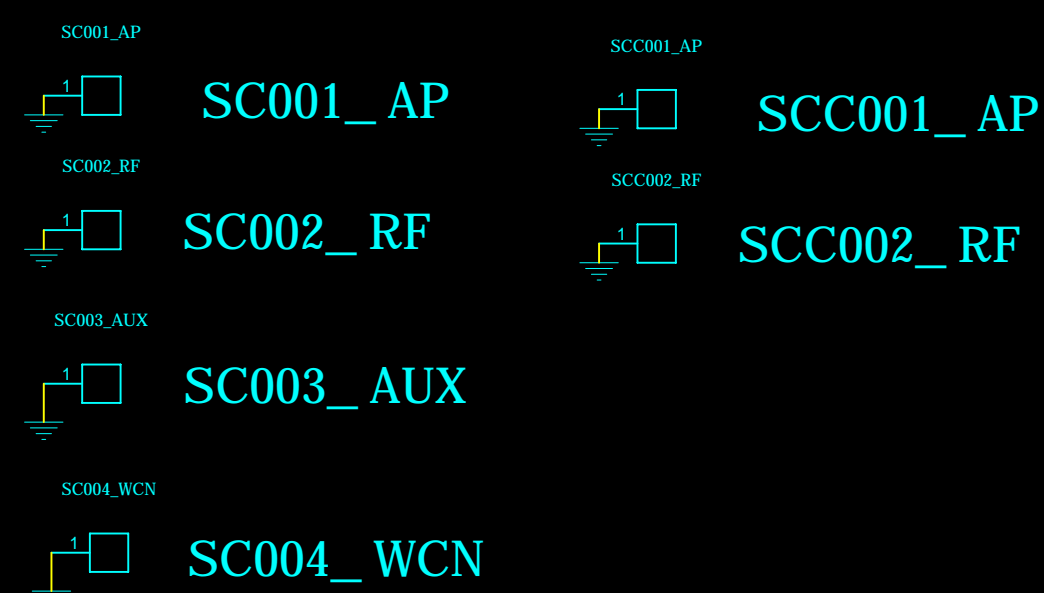 SC001_AP
1
SC001_ AP
SC002_RF
1
SC002_ RF
SC003_AUX
1
SC003_ AUX
SC004_WCN
1
SC004_ WCN
SCC001_AP
1
SCC001_ AP
SCC002_RF
1
SCC002_ RF